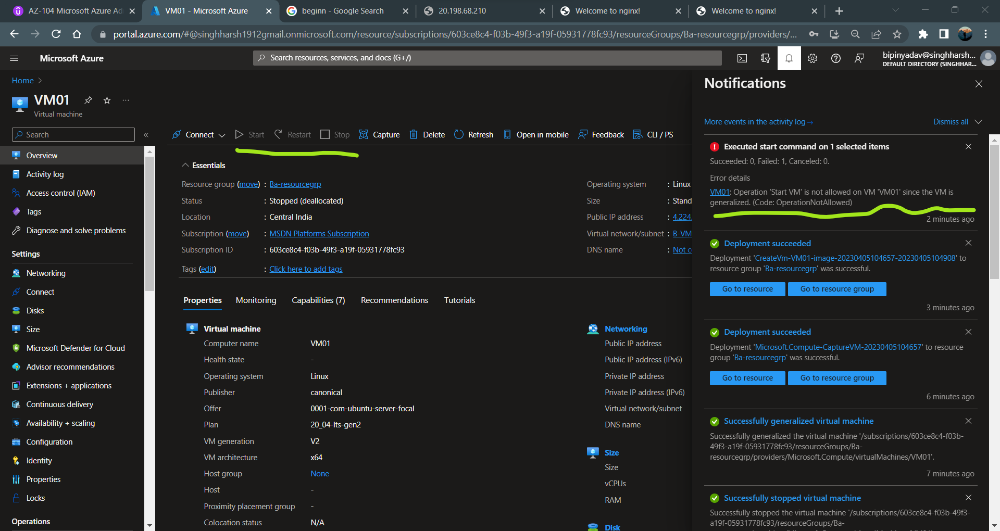 AZ-104 Microsoft Azure Ad
VM01 - Microsoft Azure
beginn - Google Search
20.198.68.210
Welcome to nginx!
Welcome to nginx!
portal.azure.com/#@singhharsh1912gmail.onmicrosoft.com/resource/subscriptions/603ce8c4-f03b-49f3-a19f-05931778fc93/resourceGroups/Ba-resourcegrp/providers/...
Microsoft Azure
Search resources, services, and docs (G+/)
bipinyadav@singhharsh...
DEFAULT DIRECTORY (SINGHHAR...
Home
VM01
Virtual machine
Search
Overview
Activity log
Access control (IAM)
Tags
Diagnose and solve problems
Settings
Networking
Connect
Disks
Size
Microsoft Defender for Cloud
Advisor recommendations
Extensions + applications
Continuous delivery
Availability + scaling
Configuration
Identity
Properties
Locks
Operations
Connect Start Restart Stop Capture Delete Refresh Open in mobile Feedback CLI / PS
Essentials
Resource group (move) : Ba-resourcegrp
Status : Stopped (deallocated)
Location : Central India
Subscription (move) : MSDN Platforms Subscription
Subscription ID : 603ce8c4-f03b-49f3-a19f-05931778fc93
Tags (edit) : Click here to add tags
Operating system : Linux
Size : Stand
Public IP address : 4.224.
Virtual network/subnet : B-VM
DNS name : Not c
Properties Monitoring Capabilities (7) Recommendations Tutorials
Virtual machine
Computer name VM01
Health state -
Operating system Linux
Publisher canonical
Offer 0001-com-ubuntu-server-focal
Plan 20_04-lts-gen2
VM generation V2
VM architecture x64
Host group None
Host -
Proximity placement group -
Colocation status N/A
Networking
Public IP address
Public IP address (IPv6)
Private IP address
Private IP address (IPv6)
Virtual network/subnet
DNS name
Size
Size
vCPUs
RAM
Disk
Notifications
More events in the activity log →
Dismiss all
Executed start command on 1 selected items
Succeeded: 0, Failed: 1, Canceled: 0.
Error details
VM01: Operation 'Start VM' is not allowed on VM 'VM01' since the VM is
generalized. (Code: OperationNotAllowed)
2 minutes ago
Deployment succeeded
Deployment 'CreateVm-VM01-image-20230405104657-20230405104908' to
resource group 'Ba-resourcegrp' was successful.
Go to resource Go to resource group
3 minutes ago
Deployment succeeded
Deployment 'Microsoft.Compute-CaptureVM-20230405104657' to resource
group 'Ba-resourcegrp' was successful.
Go to resource Go to resource group
6 minutes ago
Successfully generalized virtual machine
Successfully generalized the virtual machine '/subscriptions/603ce8c4-f03b-
49f3-a19f-05931778fc93/resourceGroups/Ba-
resourcegrp/providers/Microsoft.Compute/virtualMachines/VM01'.
7 minutes ago
Successfully stopped virtual machine
Successfully stopped the virtual machine '/subscriptions/603ce8c4-f03b-49f3-
a19f-05931778fc93/resourceGroups/Ba-